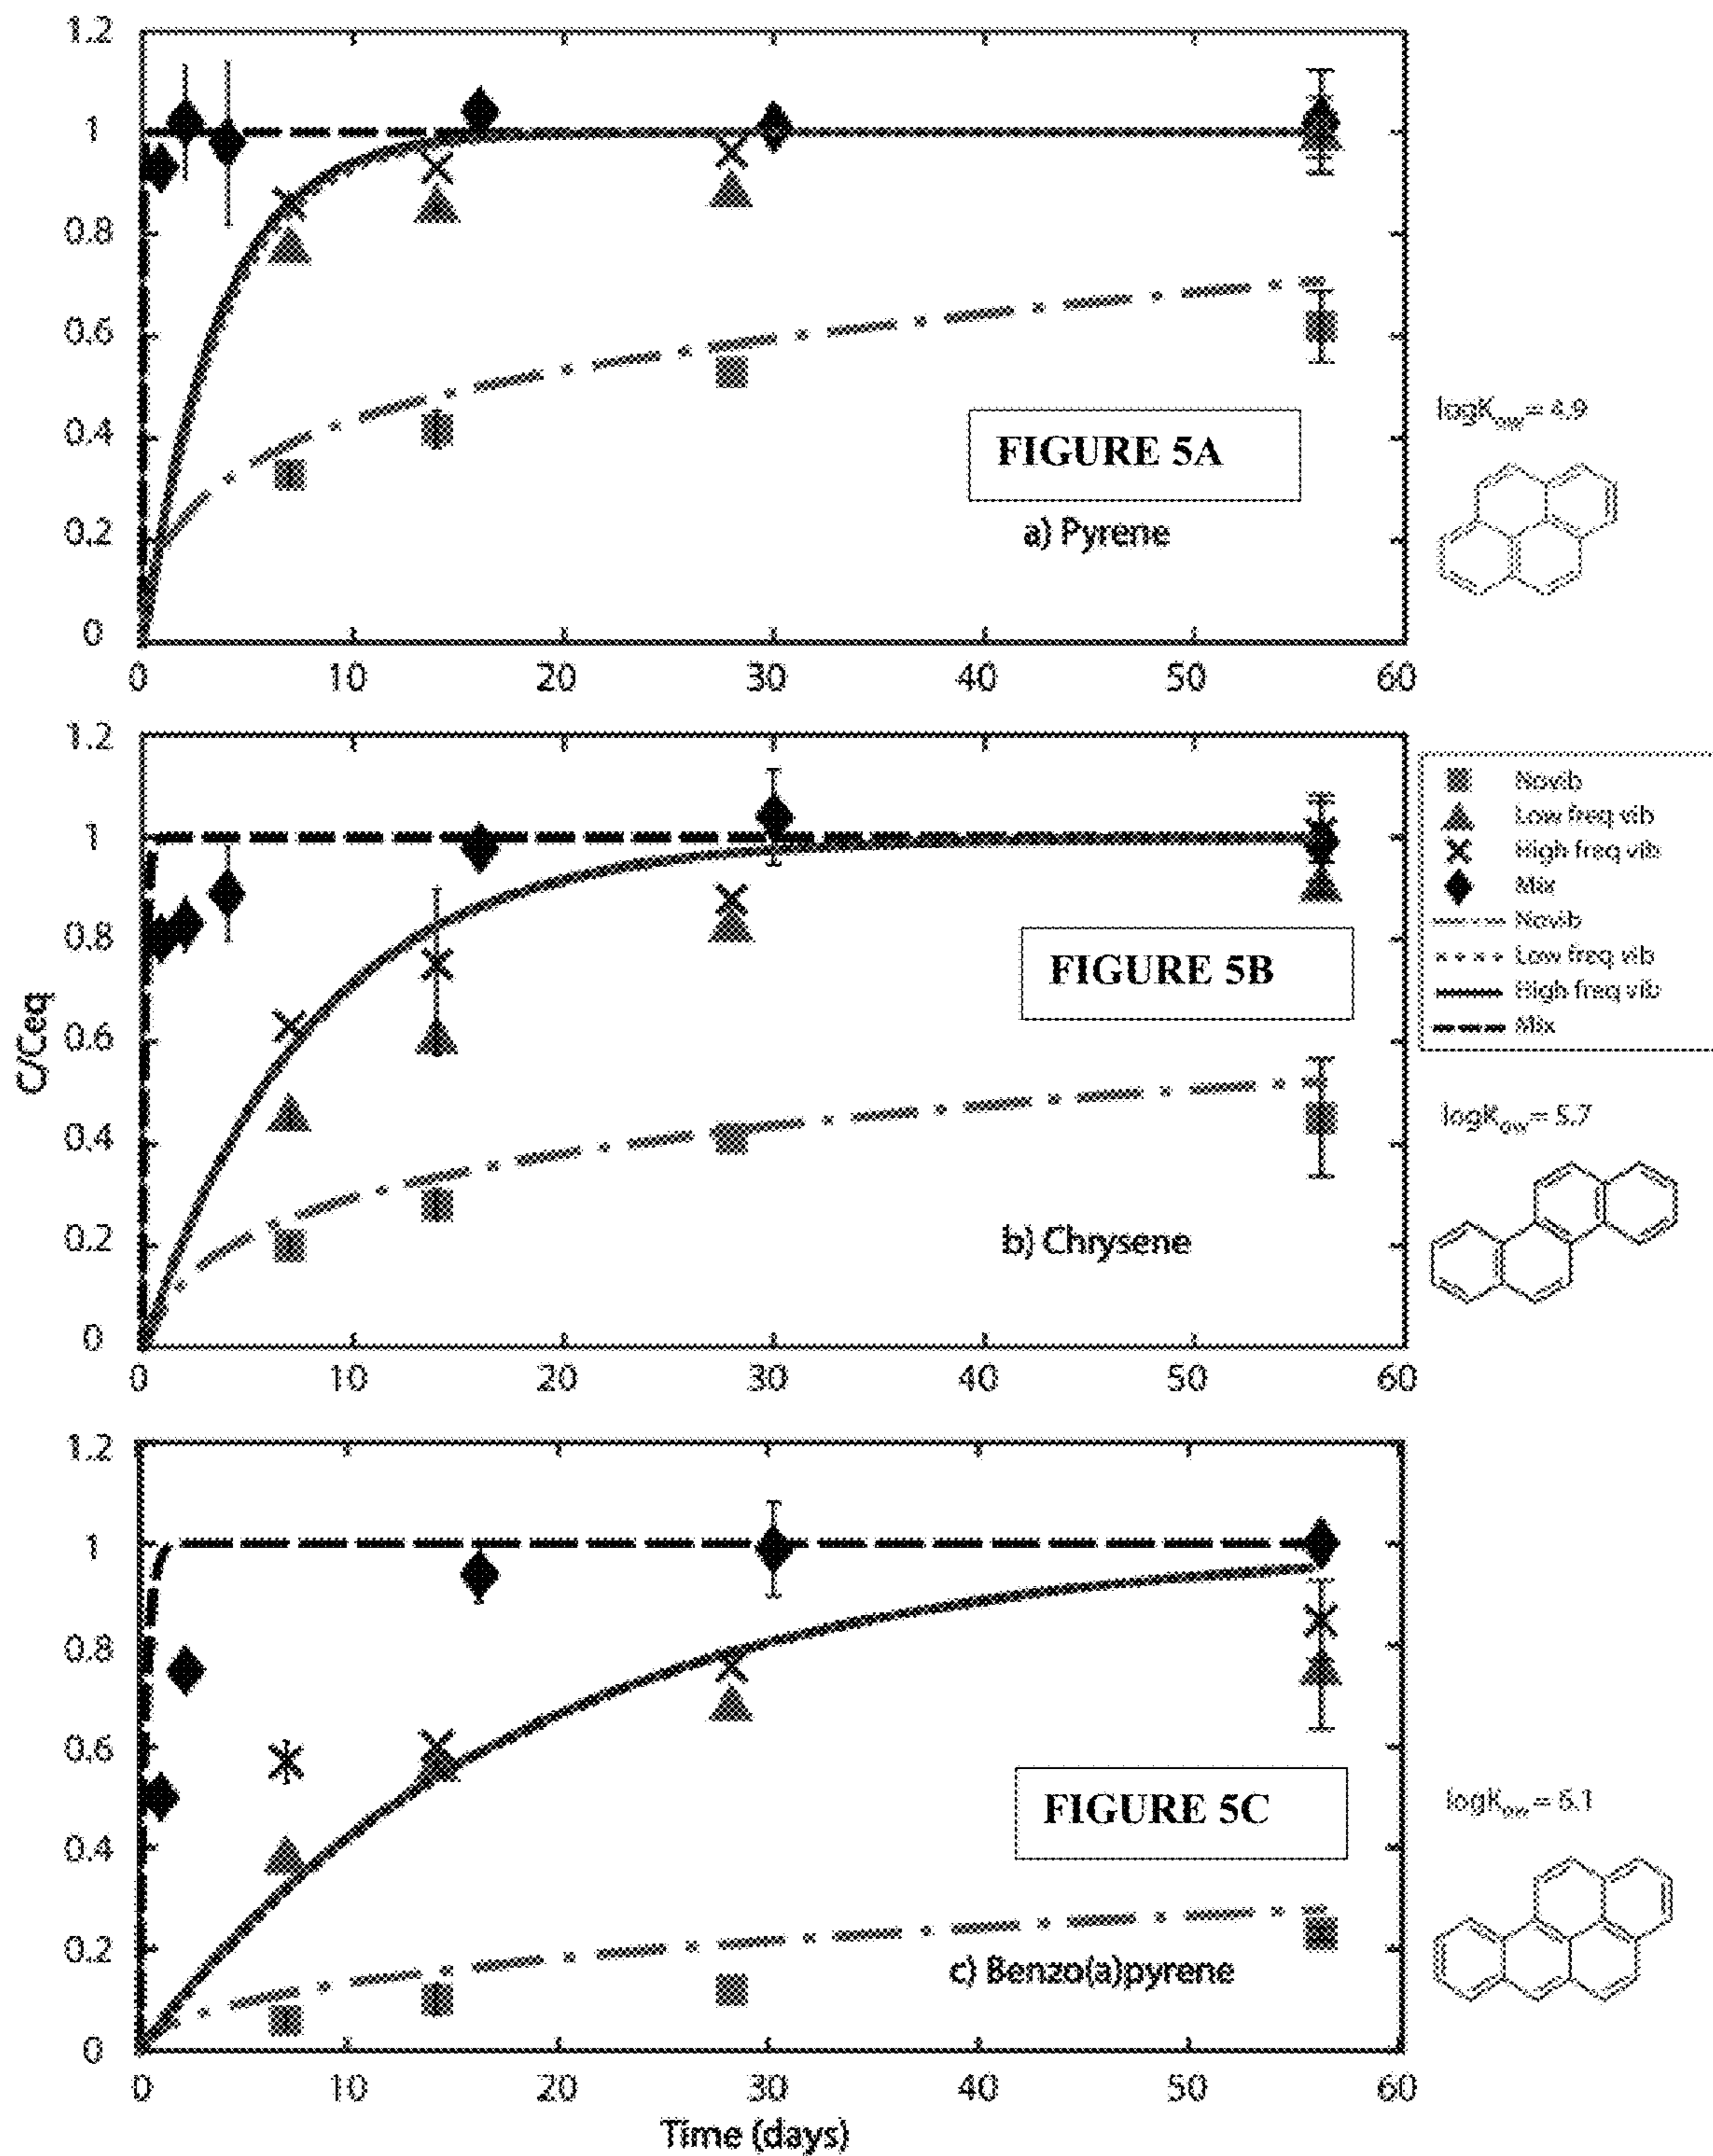 1.2
1
0.8
0.6
0.4
0.2
0
0 10 20 30 40 50 60
FIGURE 5A
a) Pyrene
logKow = 4.9
1.2
1
0.8
0.6
0.4
0.2
0
0 10 20 30 40 50 60
C/Ceq
FIGURE 5B
b) Chrysene
Novib
Low freq vib
High freq vib
Mix
Novib
Low freq vib
High freq vib
Mix
logKow = 5.7
1.2
1
0.8
0.6
0.4
0.2
0
0 10 20 30 40 50 60
FIGURE 5C
c) Benzo(a)pyrene
logKow = 6.1
Time (days)